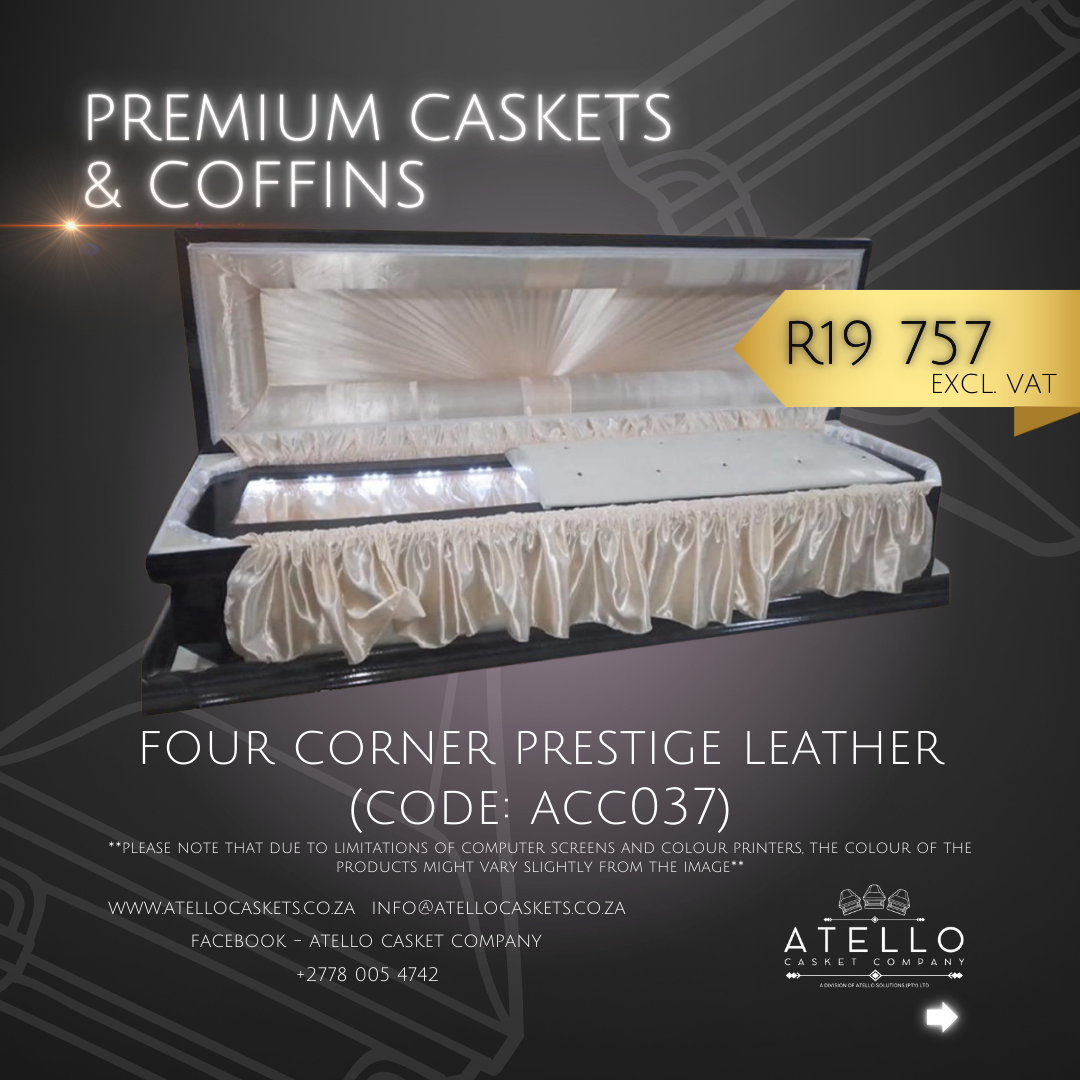 PREMIUM CASKETS
& COFFINS
R19 757
EXCL. VAT
FOUR CORNER PRESTIGE LEATHER
(CODE: ACC037)
**PLEASE NOTE THAT DUE TO LIMITATIONS OF COMPUTER SCREENS AND COLOUR PRINTERS, THE COLOUR OF THE
PRODUCTS MIGHT VARY SLIGHTLY FROM THE IMAGE**
WWW.ATELLOCASKETS.CO.ZA INFO@ATELLOCASKETS.CO.ZA
FACEBOOK - ATELLO CASKET COMPANY
+2778 005 4742
ATELLO
CASKET COMPANY
A DIVISION OF ATELLO SOLUTIONS (PTY) LTD